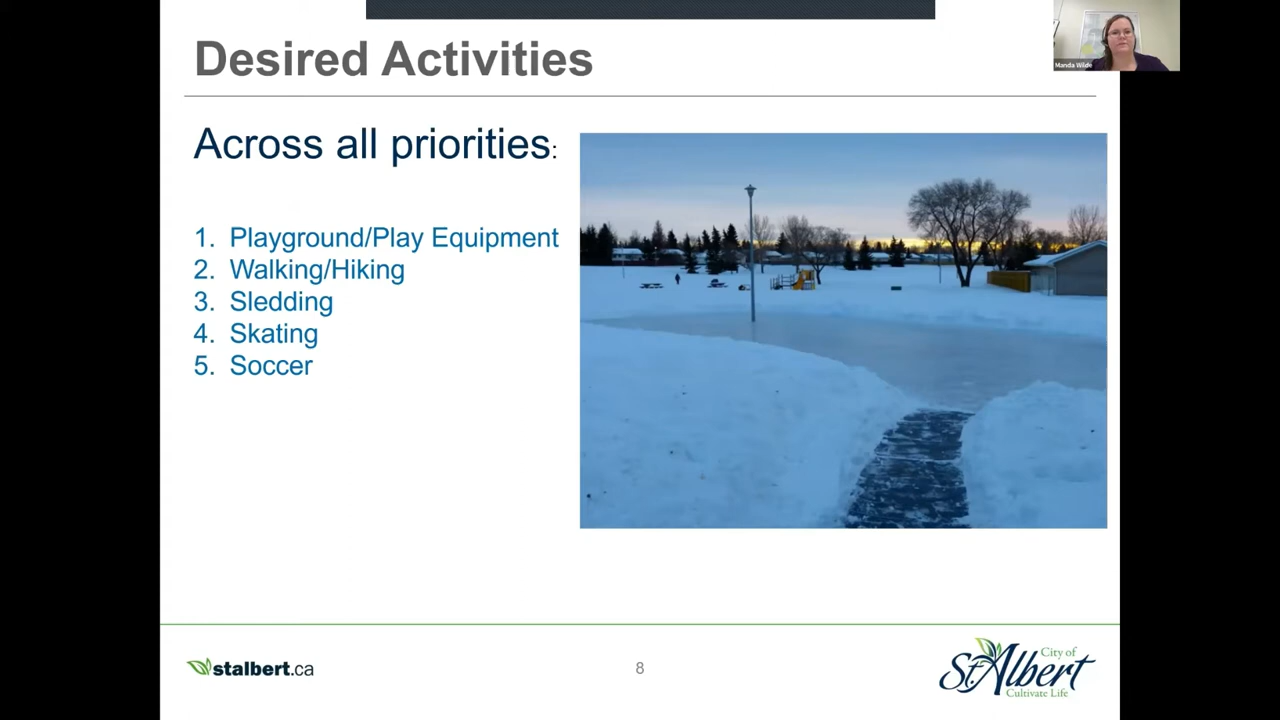 Desired Activities
Manda Wilde
Across all priorities:
1. Playground/Play Equipment
2. Walking/Hiking
3. Sledding
4. Skating
5. Soccer
stalbert.ca
8
City of
St. Albert
Cultivate Life